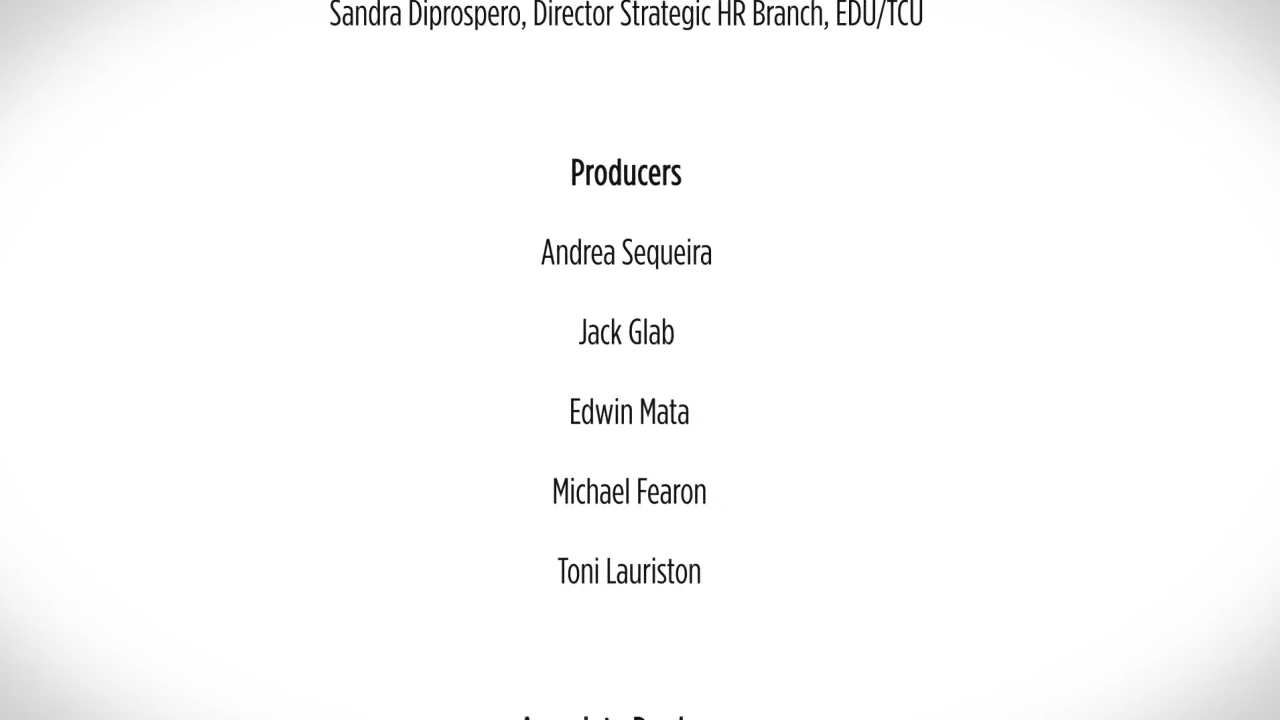 Sandra Diprospero, Director Strategic HR Branch, EDU/TCU
Producers
Andrea Sequeira
Jack Glab
Edwin Mata
Michael Fearon
Toni Lauriston